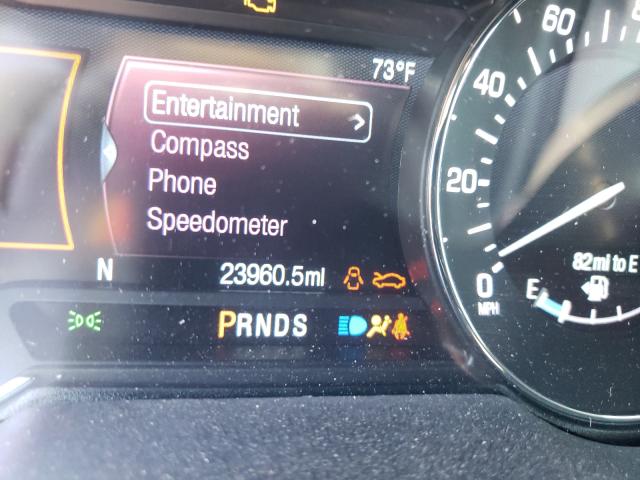 73°F
Entertainment >
Compass
Phone
Speedometer
N
23960.5mi
PRNDS
60
40
20
0
MPH
82mi to E
E